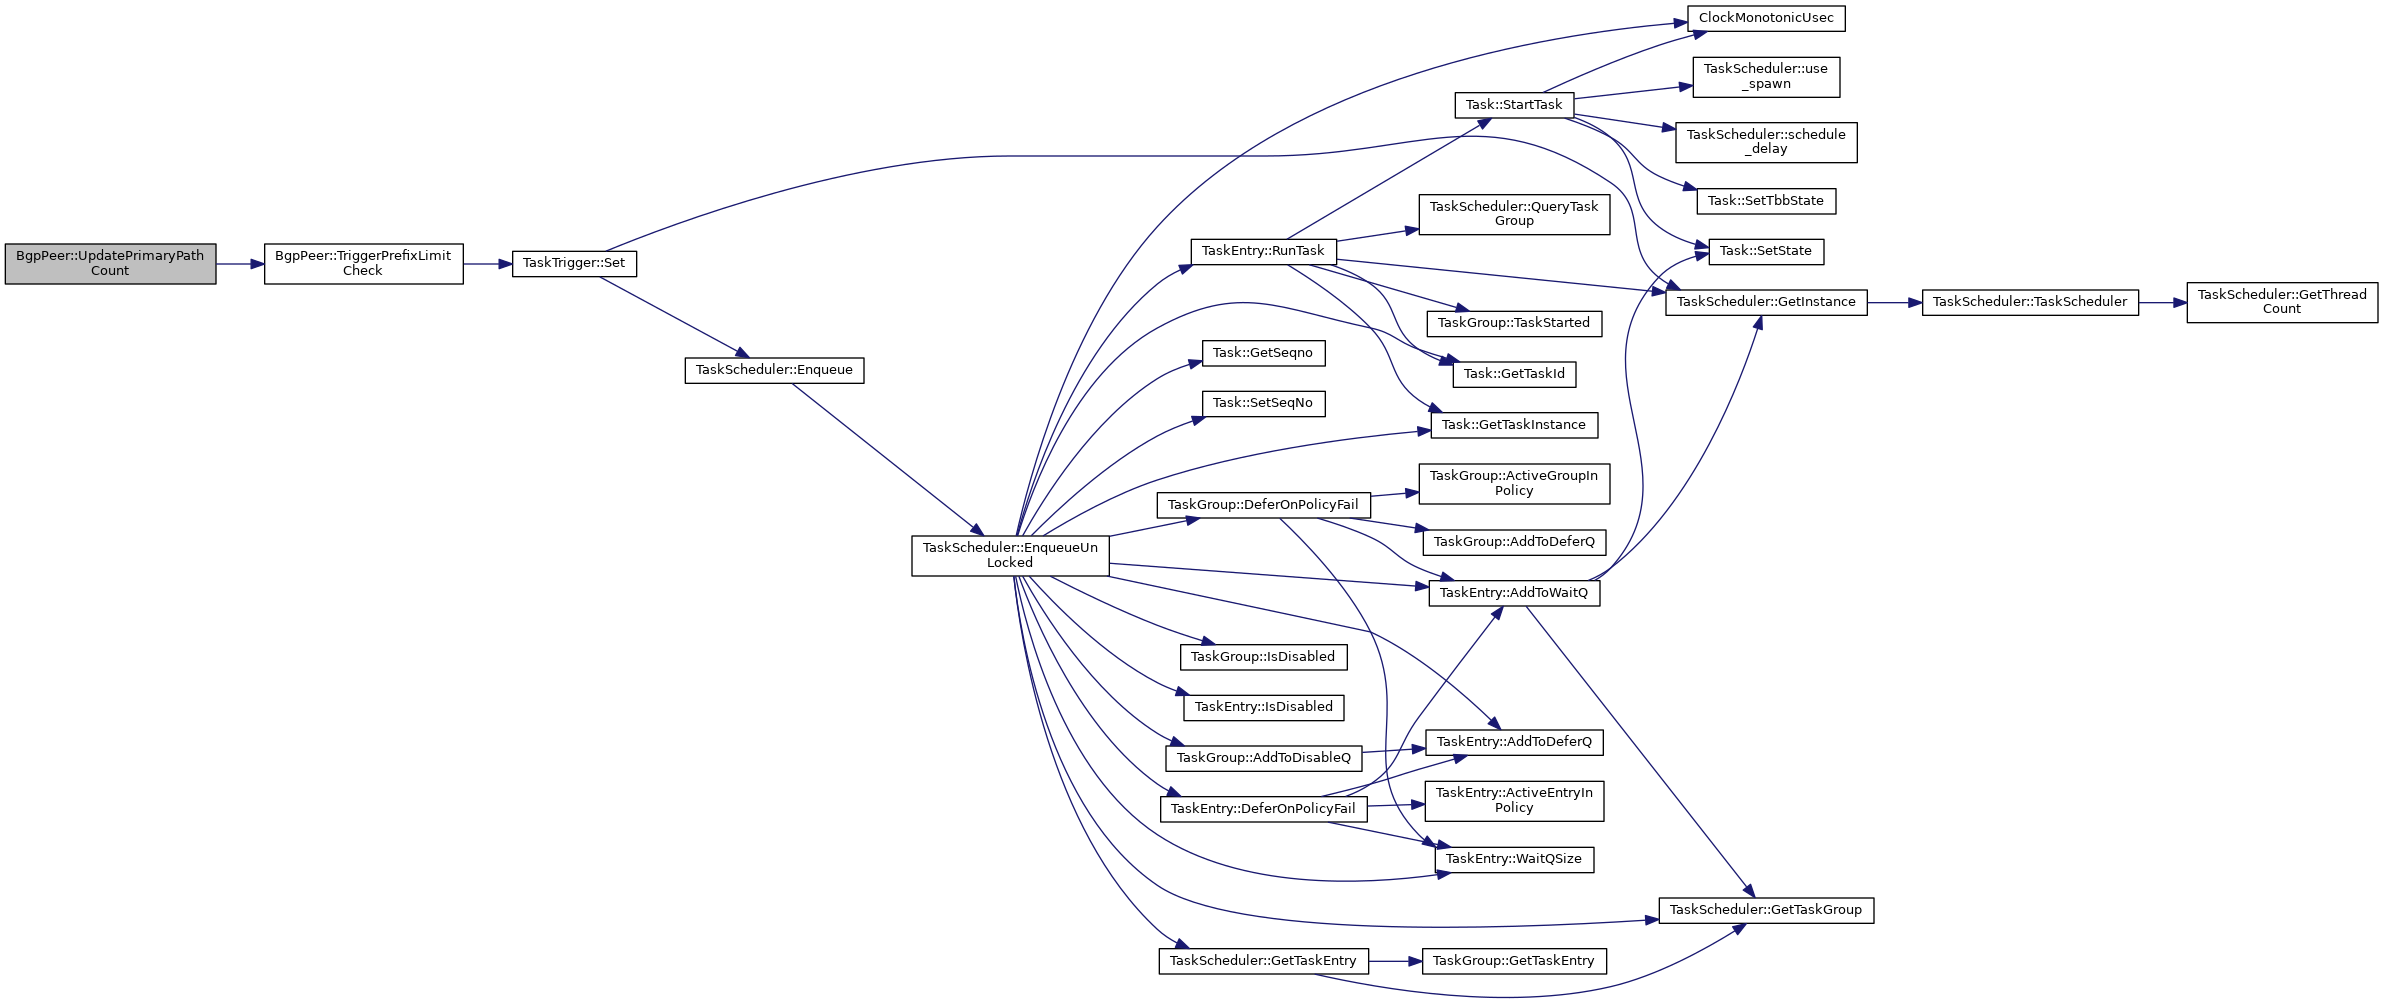 BgpPeer::UpdatePrimaryPath
Count
BgpPeer::TriggerPrefixLimit
Check
TaskTrigger::Set
TaskScheduler::Enqueue
TaskScheduler::EnqueueUn
Locked
TaskEntry::RunTask
Task::GetSeqno
Task::SetSeqNo
TaskGroup::DeferOnPolicyFail
TaskGroup::IsDisabled
TaskEntry::IsDisabled
TaskGroup::AddToDisableQ
TaskEntry::DeferOnPolicyFail
TaskScheduler::GetTaskEntry
Task::StartTask
TaskScheduler::QueryTask
Group
TaskGroup::TaskStarted
Task::GetTaskId
Task::GetTaskInstance
TaskGroup::ActiveGroupIn
Policy
TaskGroup::AddToDeferQ
TaskEntry::AddToWaitQ
TaskEntry::AddToDeferQ
TaskEntry::ActiveEntryIn
Policy
TaskEntry::WaitQSize
TaskGroup::GetTaskEntry
ClockMonotonicUsec
TaskScheduler::use
_spawn
TaskScheduler::schedule
_delay
Task::SetTbbState
Task::SetState
TaskScheduler::GetInstance
TaskScheduler::GetTaskGroup
TaskScheduler::TaskScheduler
TaskScheduler::GetThread
Count